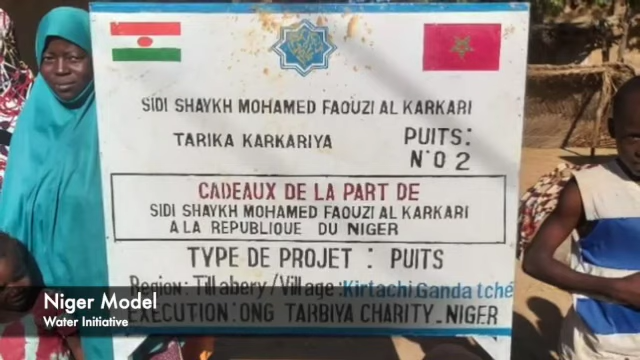 SIDI SHAYKH MOHAMED FAOUZI AL KARKARI
TARIKA KARKARIYA
PUITS:
N°02
CADEAUX DE LA PART DE
SIDI SHAYKH MOHAMED FAOUZI AL KARKARI
A LA REPUBLIQUE DU NIGER
TYPE DE PROJET : PUITS
Region: Tillabery/Village: Kirtachi Ganda tché
EXECUTION: ONG TARBIYA CHARITY_NIGER
Niger Model
Water Initiative